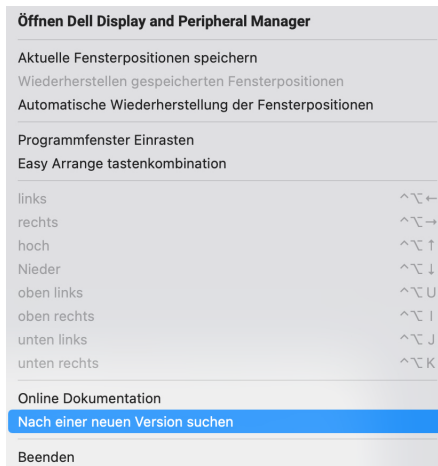 Öffnen Dell Display and Peripheral Manager
Aktuelle Fensterpositionen speichern
Wiederherstellen gespeicherten Fensterpositionen
Automatische Wiederherstellung der Fensterpositionen
Programmfenster Einrasten
Easy Arrange tastenkombination
links ^⌥←
rechts ^⌥→
hoch ^⌥↑
Nieder ^⌥↓
oben links ^⌥U
oben rechts ^⌥I
unten links ^⌥J
unten rechts ^⌥K
Online Dokumentation
Nach einer neuen Version suchen
Beenden